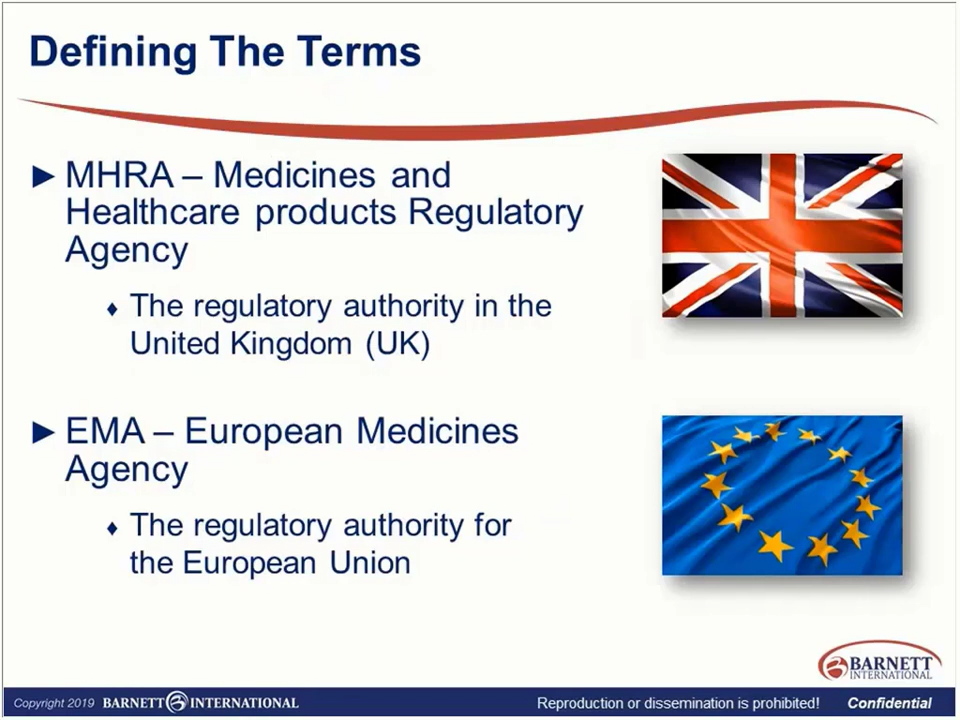 Defining The Terms
► MHRA – Medicines and
Healthcare products Regulatory
Agency
♦ The regulatory authority in the
United Kingdom (UK)
► EMA – European Medicines
Agency
♦ The regulatory authority for
the European Union
BARNETT
INTERNATIONAL
Copyright 2019 BARNETT INTERNATIONAL Reproduction or dissemination is prohibited! Confidential